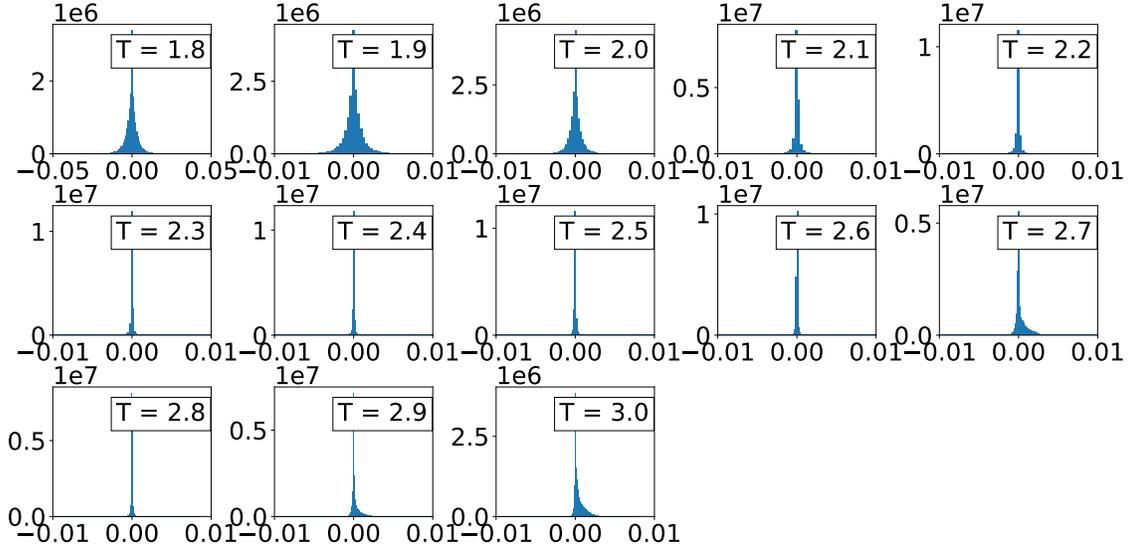 1e6 1e6 1e6 1e7 1e7
T = 1.8 T = 1.9 T = 2.0 T = 2.1 T = 2.2
2 2.5 2.5 0.5 1
0 0.0 0.0 0.0 0
−0.05 0.00 0.05 −0.01 0.00 0.01 −0.01 0.00 0.01 −0.01 0.00 0.01 −0.01 0.00 0.01
1e7 1e7 1e7 1e7 1e7
T = 2.3 T = 2.4 T = 2.5 T = 2.6 T = 2.7
1 1 1 1 0.5
0 0 0 0 0.0
−0.01 0.00 0.01 −0.01 0.00 0.01 −0.01 0.00 0.01 −0.01 0.00 0.01 −0.01 0.00 0.01
1e7 1e7 1e6
T = 2.8 T = 2.9 T = 3.0
0.5 0.5 2.5
0.0 0.0 0.0
−0.01 0.00 0.01 −0.01 0.00 0.01 −0.01 0.00 0.01